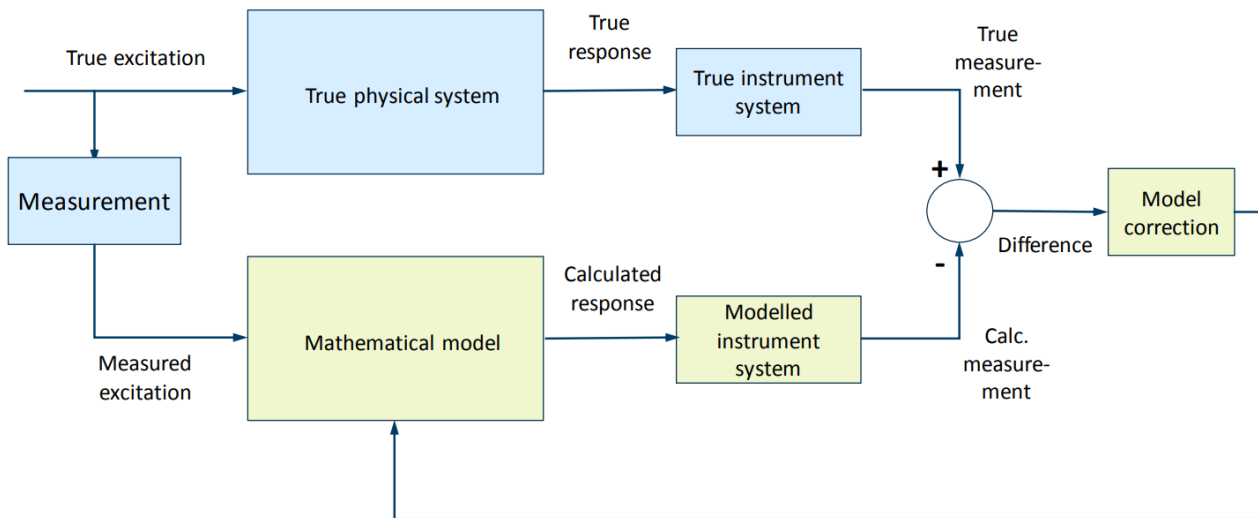 True excitation
True physical system
True
response
True instrument
system
True
measure-
ment
Measurement
+
Model
correction
Difference
-
Measured
excitation
Mathematical model
Calculated
response
Modelled
instrument
system
Calc.
measure-
ment